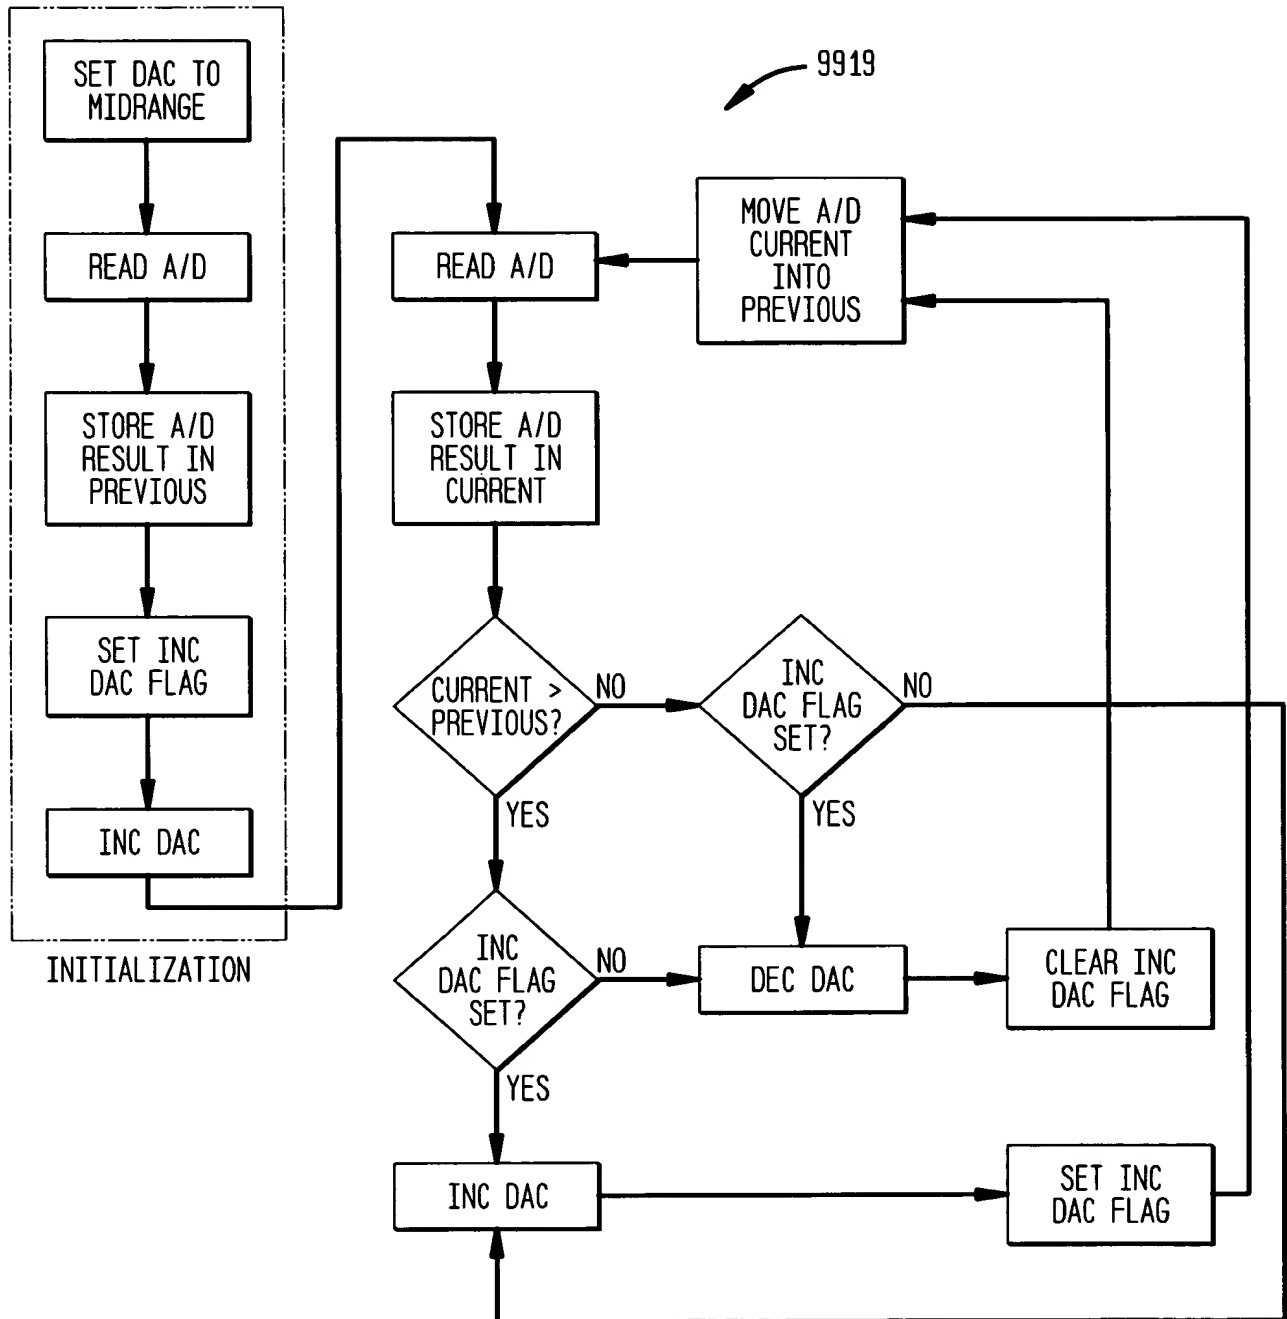 SET DAC TO
MIDRANGE
READ A/D
STORE A/D
RESULT IN
PREVIOUS
SET INC
DAC FLAG
INC DAC
INITIALIZATION
9919
READ A/D
MOVE A/D
CURRENT
INTO
PREVIOUS
STORE A/D
RESULT IN
CURRENT
CURRENT >
PREVIOUS?
NO
YES
INC
DAC FLAG
SET?
NO
YES
INC
DAC FLAG
SET?
NO
YES
DEC DAC
CLEAR INC
DAC FLAG
INC DAC
SET INC
DAC FLAG